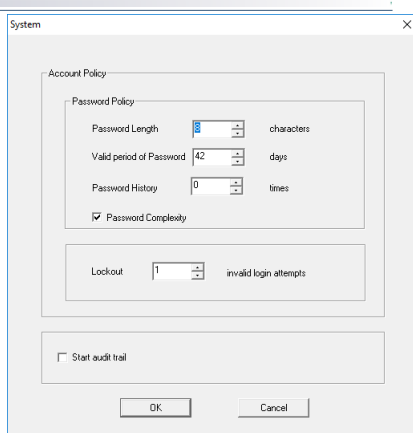 System
Account Policy
Password Policy
Password Length 8 characters
Valid period of Password 42 days
Password History 0 times
Password Complexity
Lockout 1 invalid login attempts
Start audit trail
OK Cancel